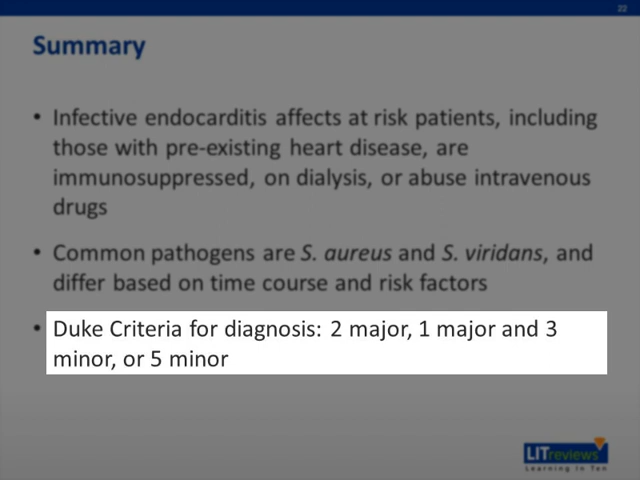 22
Summary
• Infective endocarditis affects at risk patients, including
those with pre-existing heart disease, are
immunosuppressed, on dialysis, or abuse intravenous
drugs
• Common pathogens are S. aureus and S. viridans, and
differ based on time course and risk factors
• Duke Criteria for diagnosis: 2 major, 1 major and 3
minor, or 5 minor
LITreviews
Learning In Ten